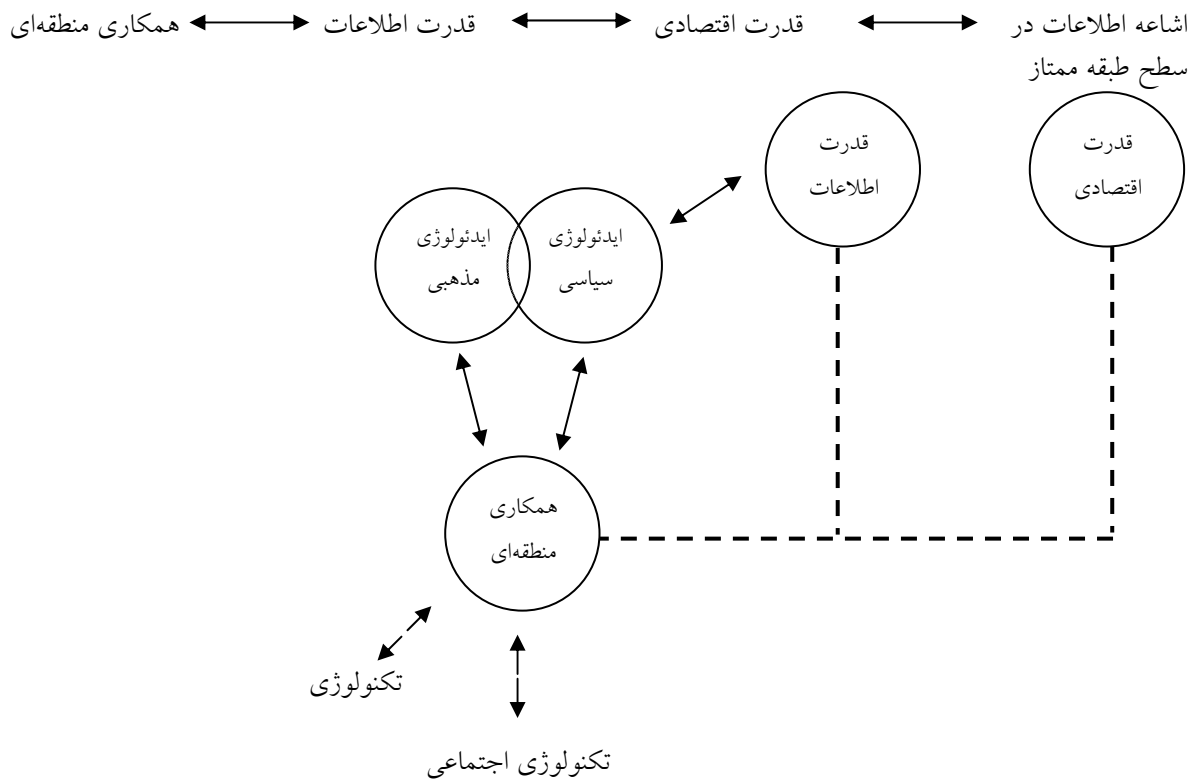 اشاعه اطلاعات در سطح طبقه ممتاز
قدرت اقتصادی
قدرت اطلاعات
همکاری منطقه‌ای
قدرت
اقتصادی
قدرت
اطلاعات
ایدئولوژی
سیاسی
ایدئولوژی
مذهبی
همکاری
منطقه‌ای
تکنولوژی
تکنولوژی اجتماعی